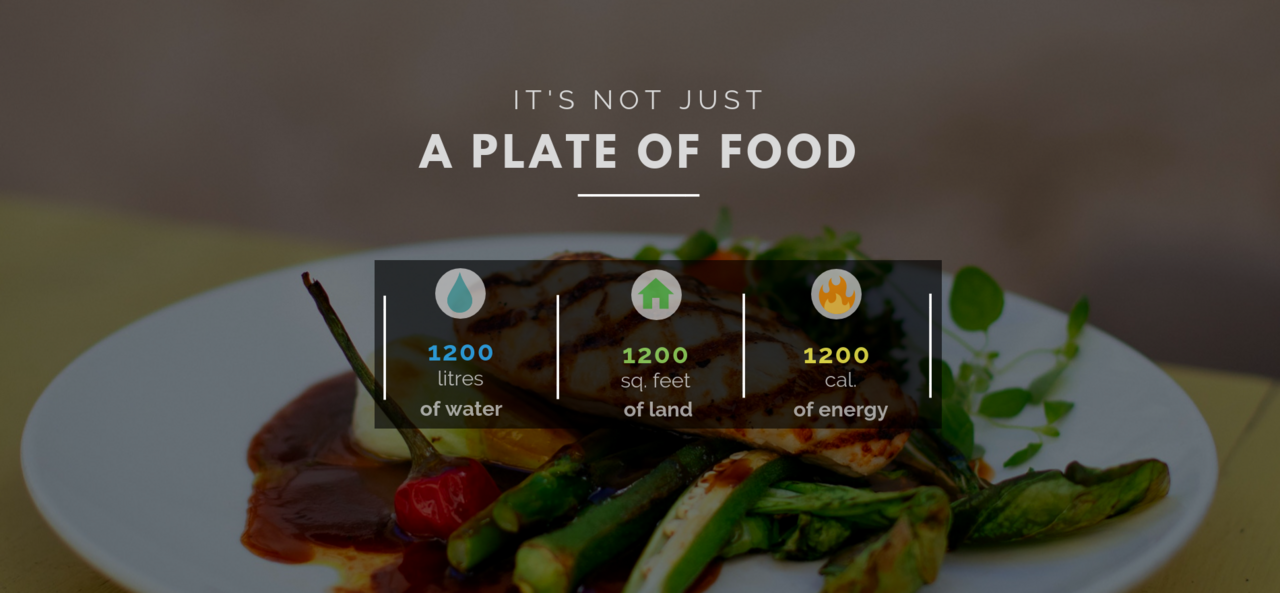 IT'S NOT JUST
A PLATE OF FOOD
1200
litres
of water
1200
sq. feet
of land
1200
cal.
of energy